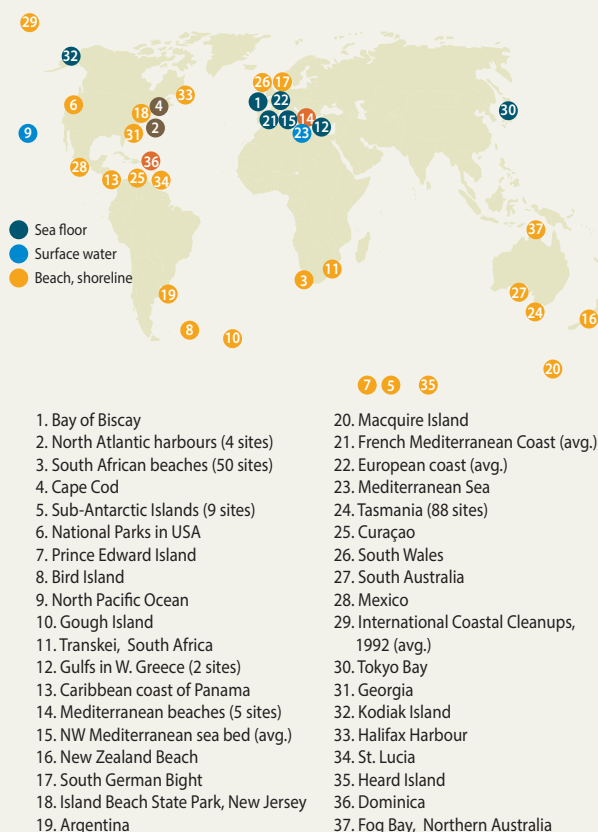 29
32
26 17
33
1 22
6
4
30
18
21 15 14
2 12
9
31 23
36
28
13 25 34
37
Sea floor
Surface water
Beach, shoreline
11
3
27
19
24
16
8
10
20
7 5 35
1. Bay of Biscay
2. North Atlantic harbours (4 sites)
3. South African beaches (50 sites)
4. Cape Cod
5. Sub-Antarctic Islands (9 sites)
6. National Parks in USA
7. Prince Edward Island
8. Bird Island
9. North Pacific Ocean
10. Gough Island
11. Transkei, South Africa
12. Gulfs in W. Greece (2 sites)
13. Caribbean coast of Panama
14. Mediterranean beaches (5 sites)
15. NW Mediterranean sea bed (avg.)
16. New Zealand Beach
17. South German Bight
18. Island Beach State Park, New Jersey
19. Argentina
20. Macquire Island
21. French Mediterranean Coast (avg.)
22. European coast (avg.)
23. Mediterranean Sea
24. Tasmania (88 sites)
25. Curaçao
26. South Wales
27. South Australia
28. Mexico
29. International Coastal Cleanups,
1992 (avg.)
30. Tokyo Bay
31. Georgia
32. Kodiak Island
33. Halifax Harbour
34. St. Lucia
35. Heard Island
36. Dominica
37. Fog Bay, Northern Australia